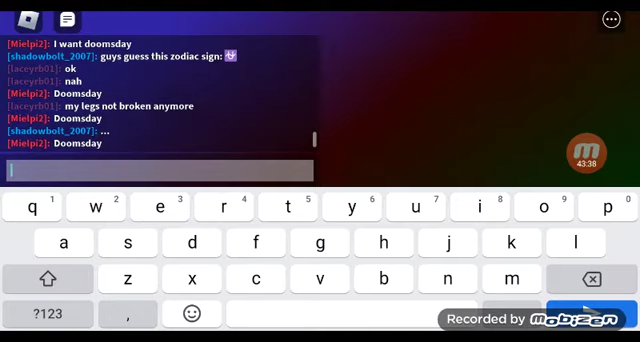 [Mielpi2]: I want doomsday
[shadowbolt_2007]: guys guess this zodiac sign: ⛎
[laceyrb01]: ok
[laceyrb01]: nah
[Mielpi2]: Doomsday
[laceyrb01]: my legs not broken anymore
[Mielpi2]: Doomsday
[shadowbolt_2007]: ...
[Mielpi2]: Doomsday
43:38
q 1 w 2 e 3 r 4 t 5 y 6 u 7 i 8 o 9 p 0
a s d f g h j k l
z x c v b n m
?123 ,
Recorded by mobizen